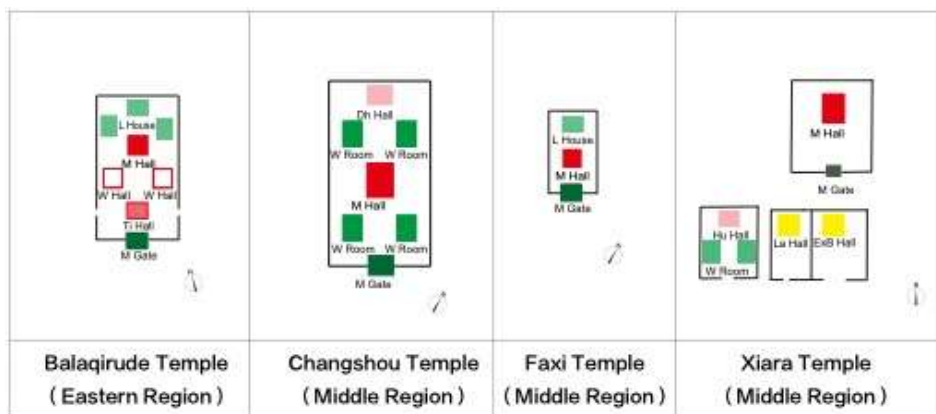 L House
M Hall
W Hall W Hall
Ti Hall
M Gate
Dh Hall
W Room W Room
M Hall
W Room W Room
M Gate
L House
M Hall
M Gate
M Hall
M Gate
Hu Hall
W Room
La Hall ExB Hall
Balaqirude Temple
( Eastern Region )
Changshou Temple
( Middle Region )
Faxi Temple
( Middle Region )
Xiara Temple
( Middle Region )